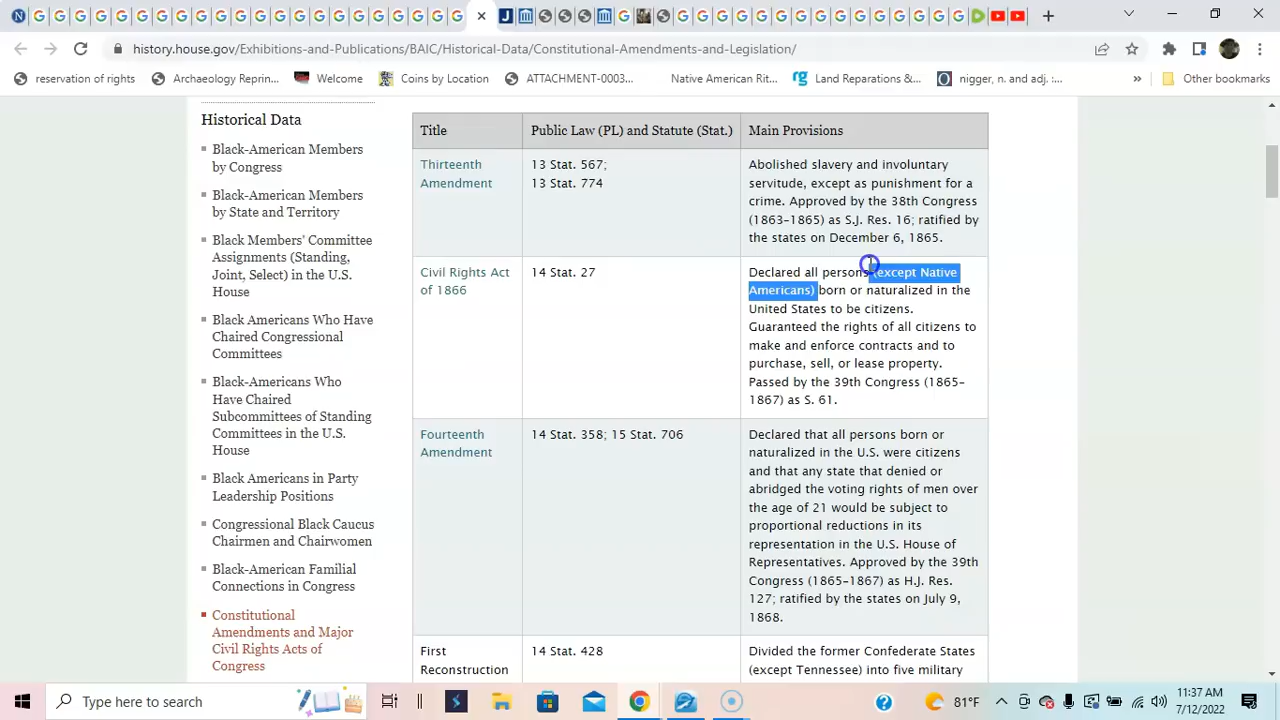 history.house.gov/Exhibitions-and-Publications/BAIC/Historical-Data/Constitutional-Amendments-and-Legislation/
reservation of rights Archaeology Reprin... Welcome Coins by Location ATTACHMENT-0003... Native American Rit... Land Reparations &... nigger, n. and adj. :... » Other bookmarks
Historical Data
Black-American Members
by Congress
Black-American Members
by State and Territory
Black Members' Committee
Assignments (Standing,
Joint, Select) in the U.S.
House
Black Americans Who Have
Chaired Congressional
Committees
Black-Americans Who
Have Chaired
Subcommittees of Standing
Committees in the U.S.
House
Black Americans in Party
Leadership Positions
Congressional Black Caucus
Chairmen and Chairwomen
Black-American Familial
Connections in Congress
Constitutional
Amendments and Major
Civil Rights Acts of
Congress
Title Public Law (PL) and Statute (Stat.) Main Provisions
Thirteenth
Amendment
13 Stat. 567;
13 Stat. 774
Abolished slavery and involuntary
servitude, except as punishment for a
crime. Approved by the 38th Congress
(1863–1865) as S.J. Res. 16; ratified by
the states on December 6, 1865.
Civil Rights Act
of 1866
14 Stat. 27
Declared all persons (except Native
Americans) born or naturalized in the
United States to be citizens.
Guaranteed the rights of all citizens to
make and enforce contracts and to
purchase, sell, or lease property.
Passed by the 39th Congress (1865–
1867) as S. 61.
Fourteenth
Amendment
14 Stat. 358; 15 Stat. 706
Declared that all persons born or
naturalized in the U.S. were citizens
and that any state that denied or
abridged the voting rights of men over
the age of 21 would be subject to
proportional reductions in its
representation in the U.S. House of
Representatives. Approved by the 39th
Congress (1865–1867) as H.J. Res.
127; ratified by the states on July 9,
1868.
First
Reconstruction
14 Stat. 428
Divided the former Confederate States
(except Tennessee) into five military
Type here to search
81°F
11:37 AM
7/12/2022